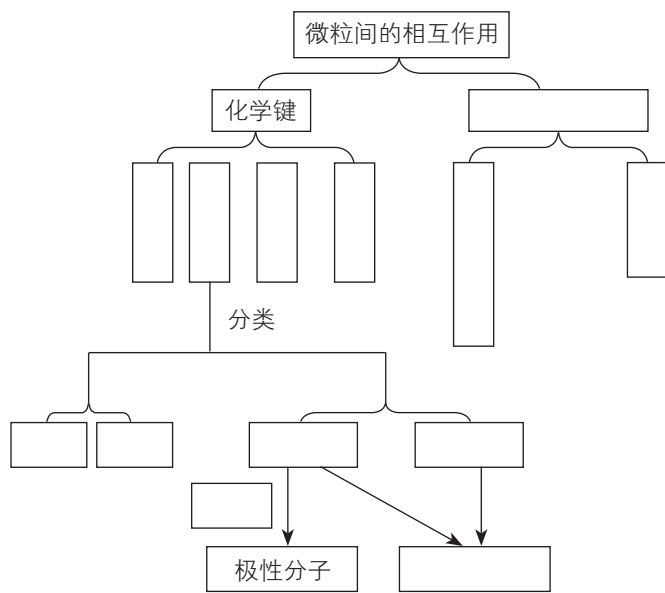 微粒间的相互作用
化学键
分类
极性分子